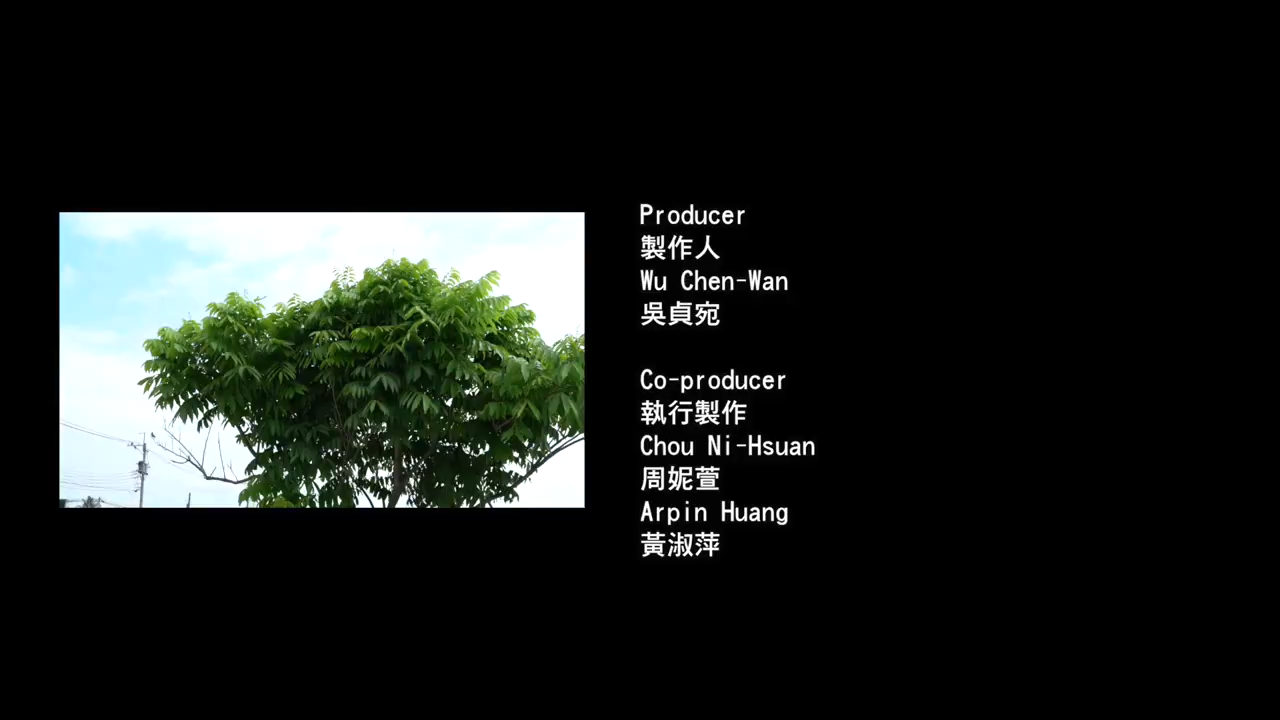 Producer
製作人
Wu Chen-Wan
吳貞宛
Co-producer
執行製作
Chou Ni-Hsuan
周妮萱
Arpin Huang
黃淑萍